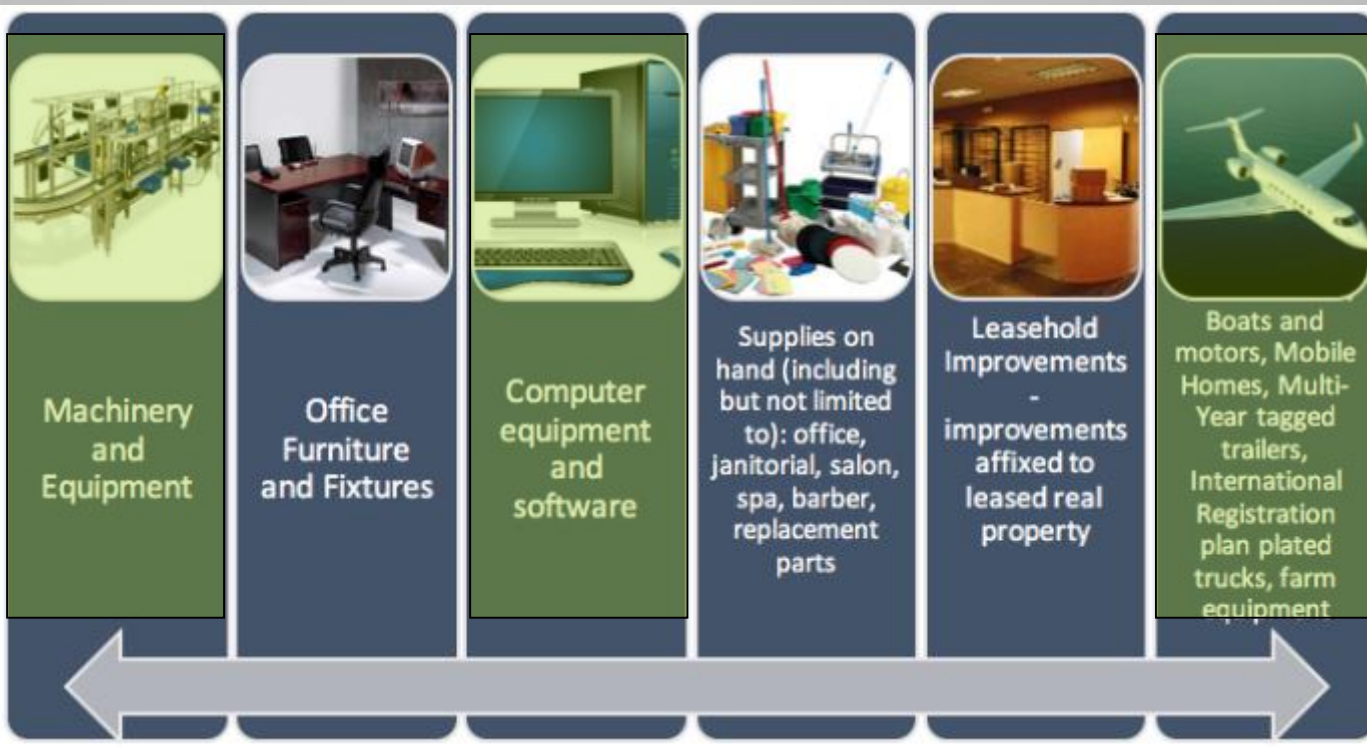 Machinery
and
Equipment
Office
Furniture
and Fixtures
Computer
equipment
and
software
Supplies on
hand (including
but not limited
to): office,
janitorial, salon,
spa, barber,
replacement
parts
Leasehold
Improvements
-
improvements
affixed to
leased real
property
Boats and
motors, Mobile
Homes, Multi-
Year tagged
trailers,
International
Registration
plan plated
trucks, farm
equipment